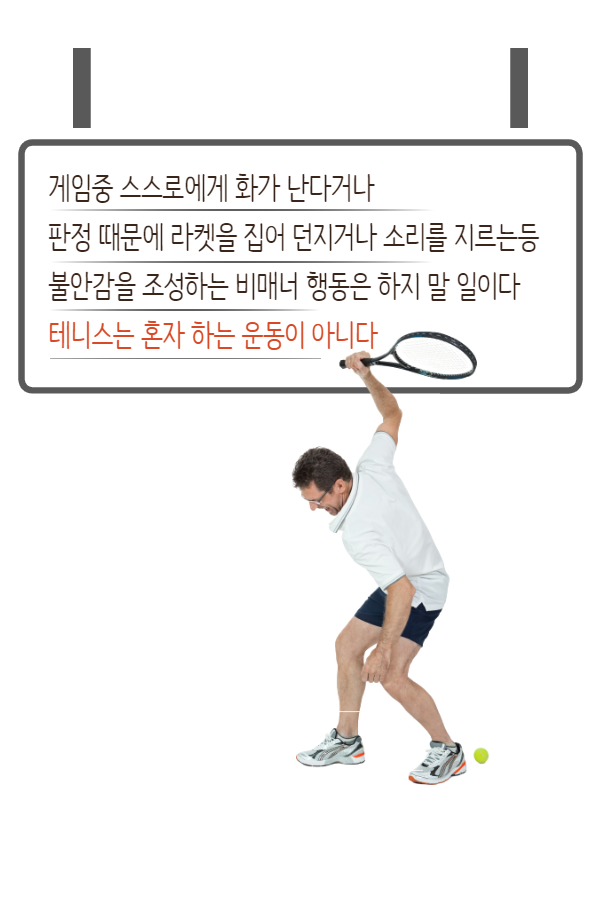 게임중 스스로에게 화가 난다거나
판정 때문에 라켓을 집어 던지거나 소리를 지르는등
불안감을 조성하는 비매너 행동은 하지 말 일이다
테니스는 혼자 하는 운동이 아니다